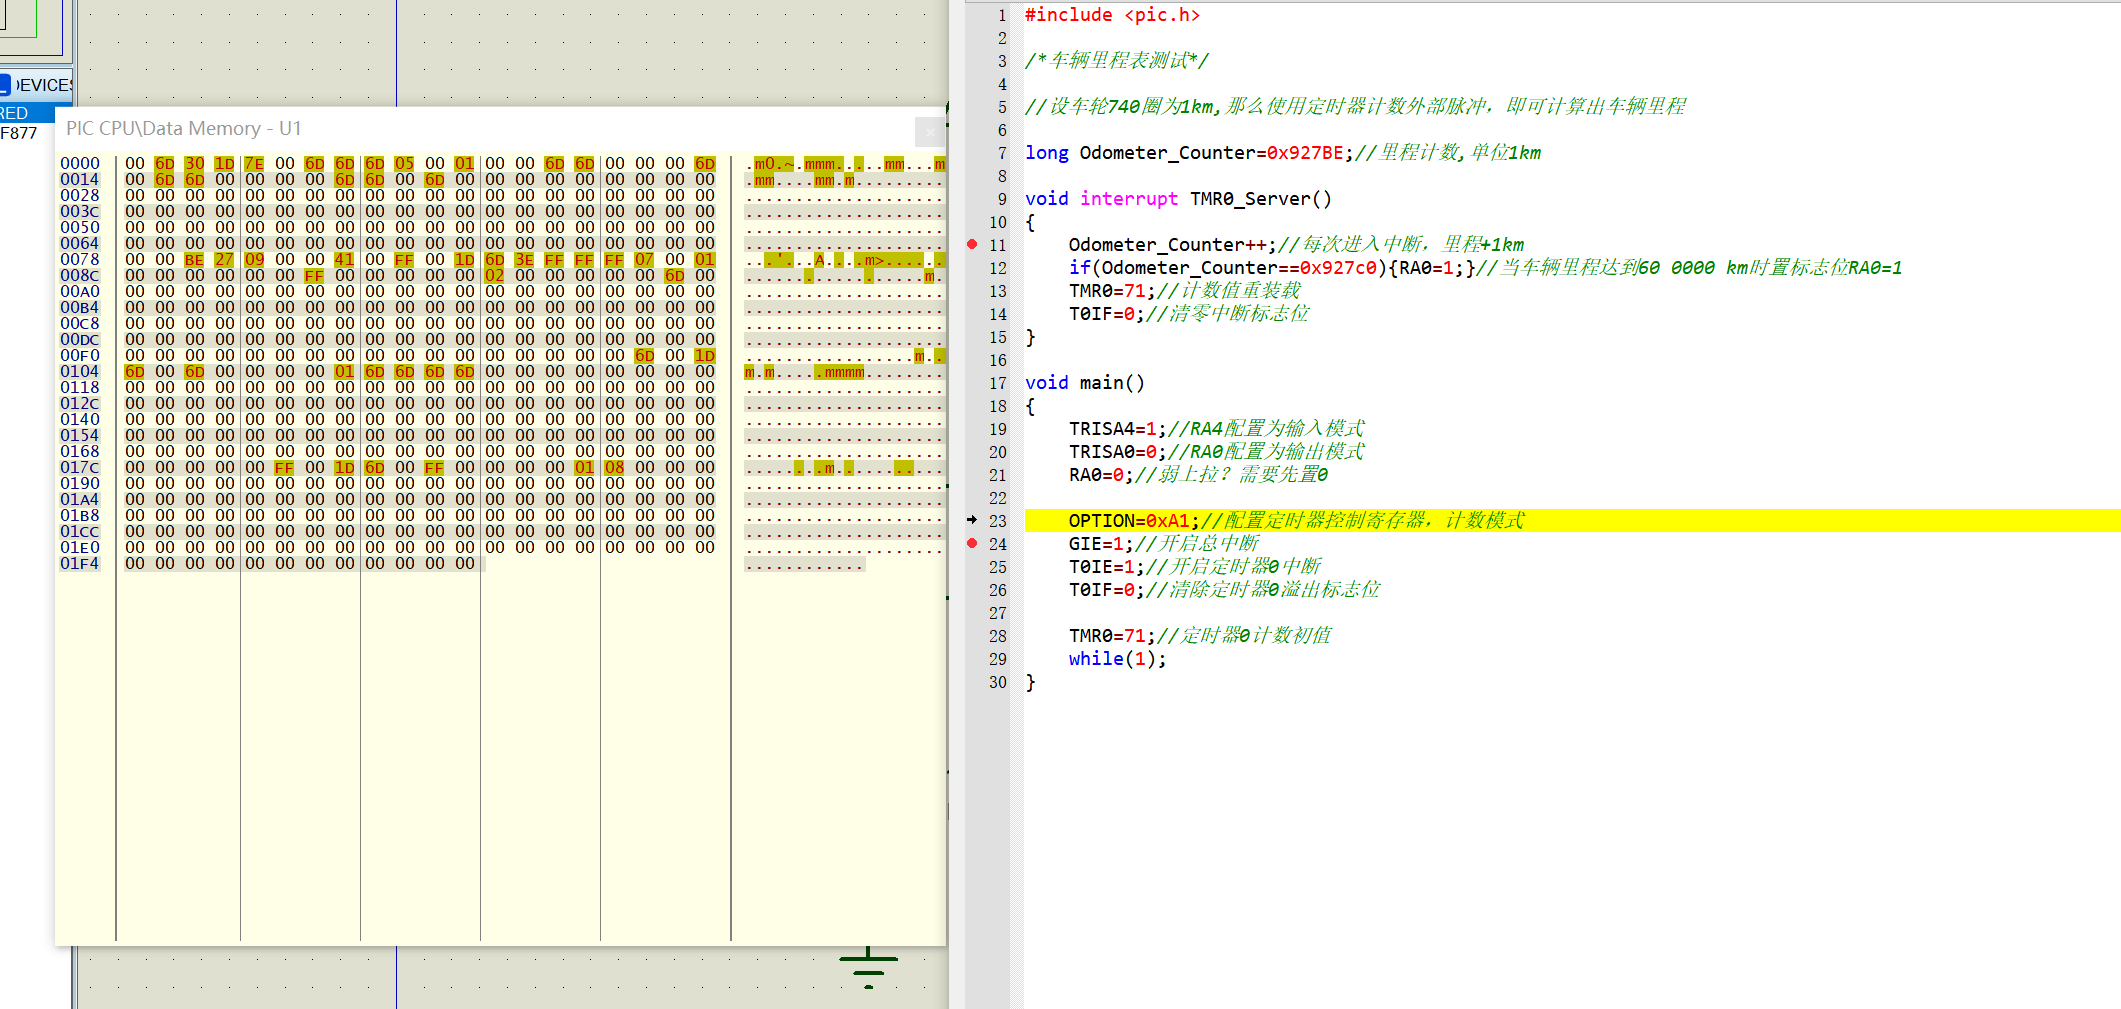 DEVICES
RED
F877
PIC CPU\Data Memory - U1
0000 00 6D 30 1D 7E 00 6D 6D 6D 05 00 01 00 00 6D 6D 00 00 00 6D .m0.~.mmm.....mm...m
0014 00 6D 6D 00 00 00 00 6D 6D 00 6D 00 00 00 00 00 00 00 00 00 .mm....mm.m.........
0028 00 00 00 00 00 00 00 00 00 00 00 00 00 00 00 00 00 00 00 00 ....................
003C 00 00 00 00 00 00 00 00 00 00 00 00 00 00 00 00 00 00 00 00 ....................
0050 00 00 00 00 00 00 00 00 00 00 00 00 00 00 00 00 00 00 00 00 ....................
0064 00 00 00 00 00 00 00 00 00 00 00 00 00 00 00 00 00 00 00 00 ....................
0078 00 00 BE 27 09 00 00 41 00 FF 00 1D 6D 3E FF FF FF 07 00 01 ...'...A....m>......
008C 00 00 00 00 00 00 FF 00 00 00 00 00 02 00 00 00 00 00 6D 00 ..................m.
00A0 00 00 00 00 00 00 00 00 00 00 00 00 00 00 00 00 00 00 00 00 ....................
00B4 00 00 00 00 00 00 00 00 00 00 00 00 00 00 00 00 00 00 00 00 ....................
00C8 00 00 00 00 00 00 00 00 00 00 00 00 00 00 00 00 00 00 00 00 ....................
00DC 00 00 00 00 00 00 00 00 00 00 00 00 00 00 00 00 00 00 00 00 ....................
00F0 00 00 00 00 00 00 00 00 00 00 00 00 00 00 00 00 00 6D 00 1D .................m..
0104 6D 00 6D 00 00 00 00 01 6D 6D 6D 6D 00 00 00 00 00 00 00 00 m.m.....mmmm........
0118 00 00 00 00 00 00 00 00 00 00 00 00 00 00 00 00 00 00 00 00 ....................
012C 00 00 00 00 00 00 00 00 00 00 00 00 00 00 00 00 00 00 00 00 ....................
0140 00 00 00 00 00 00 00 00 00 00 00 00 00 00 00 00 00 00 00 00 ....................
0154 00 00 00 00 00 00 00 00 00 00 00 00 00 00 00 00 00 00 00 00 ....................
0168 00 00 00 00 00 00 00 00 00 00 00 00 00 00 00 00 00 00 00 00 ....................
017C 00 00 00 00 00 FF 00 1D 6D 00 FF 00 00 00 00 01 08 00 00 00 ........m...........
0190 00 00 00 00 00 00 00 00 00 00 00 00 00 00 00 00 00 00 00 00 ....................
01A4 00 00 00 00 00 00 00 00 00 00 00 00 00 00 00 00 00 00 00 00 ....................
01B8 00 00 00 00 00 00 00 00 00 00 00 00 00 00 00 00 00 00 00 00 ....................
01CC 00 00 00 00 00 00 00 00 00 00 00 00 00 00 00 00 00 00 00 00 ....................
01E0 00 00 00 00 00 00 00 00 00 00 00 00 00 00 00 00 00 00 00 00 ....................
01F4 00 00 00 00 00 00 00 00 00 00 00 00 ............
1 #include <pic.h>
2
3 /*车辆里程表测试*/
4
5 //设车轮740圈为1km,那么使用定时器计数外部脉冲，即可计算出车辆里程
6
7 long Odometer_Counter=0x927BE;//里程计数,单位1km
8
9 void interrupt TMR0_Server()
10 {
11 Odometer_Counter++;//每次进入中断，里程+1km
12 if(Odometer_Counter==0x927c0){RA0=1;}//当车辆里程达到60 0000 km时置标志位RA0=1
13 TMR0=71;//计数值重装载
14 T0IF=0;//清零中断标志位
15 }
16
17 void main()
18 {
19 TRISA4=1;//RA4配置为输入模式
20 TRISA0=0;//RA0配置为输出模式
21 RA0=0;//弱上拉？需要先置0
22
23 OPTION=0xA1;//配置定时器控制寄存器，计数模式
24 GIE=1;//开启总中断
25 T0IE=1;//开启定时器0中断
26 T0IF=0;//清除定时器0溢出标志位
27
28 TMR0=71;//定时器0计数初值
29 while(1);
30 }